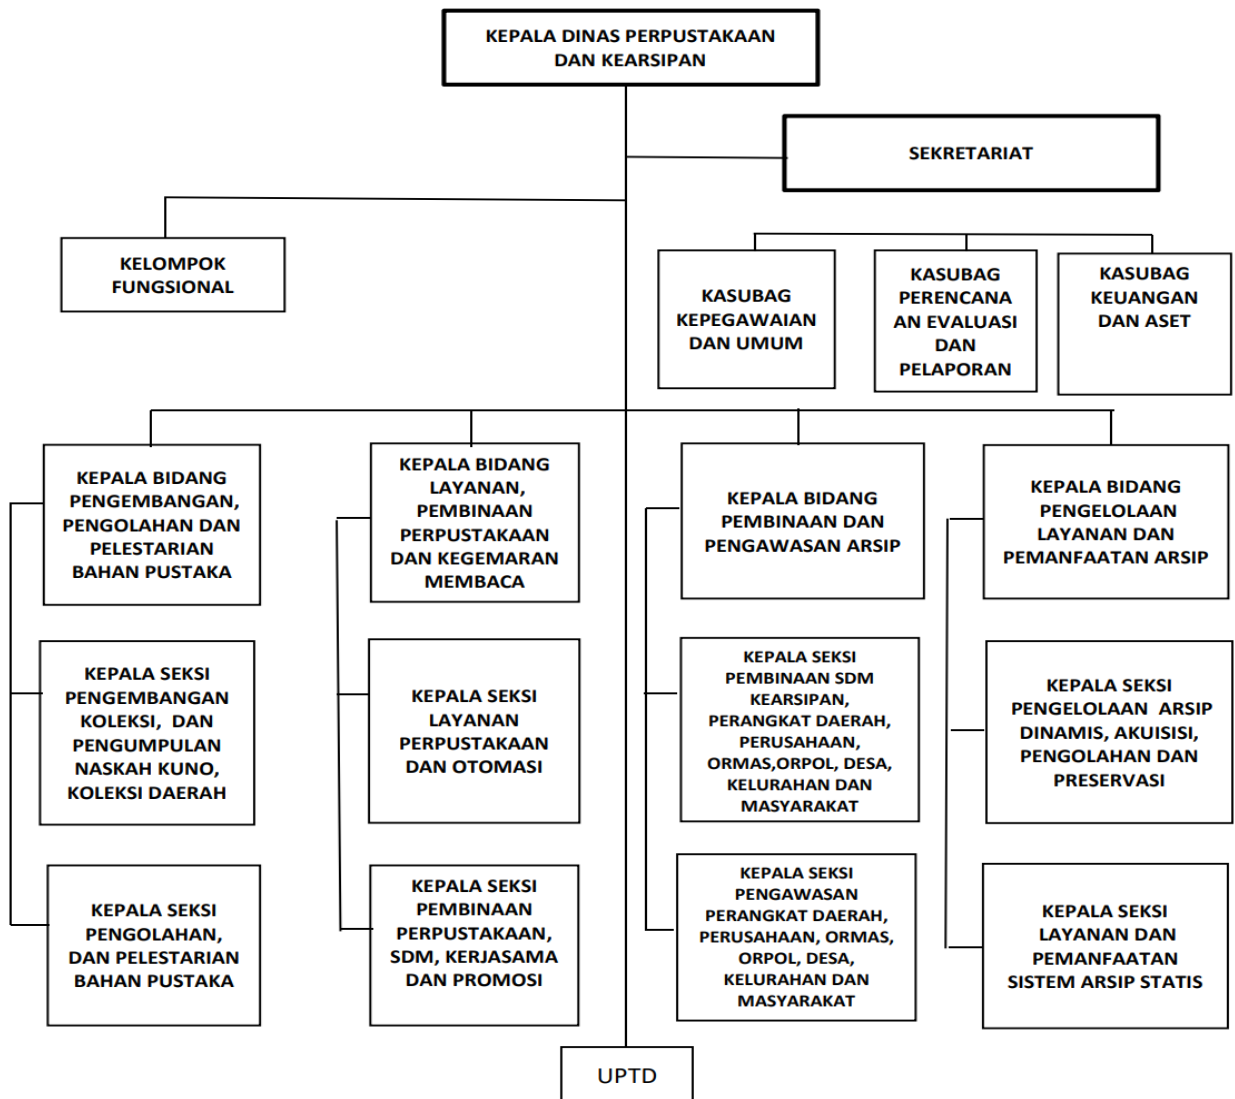 KEPALA DINAS PERPUSTAKAAN
DAN KEARSIPAN
SEKRETARIAT
KELOMPOK
FUNGSIONAL
KASUBAG
KEPEGAWAIAN
DAN UMUM
KASUBAG
PERENCANA
AN EVALUASI
DAN
PELAPORAN
KASUBAG
KEUANGAN
DAN ASET
KEPALA BIDANG
PENGEMBANGAN,
PENGOLAHAN DAN
PELESTARIAN
BAHAN PUSTAKA
KEPALA BIDANG
LAYANAN,
PEMBINAAN
PERPUSTAKAAN
DAN KEGEMARAN
MEMBACA
KEPALA BIDANG
PEMBINAAN DAN
PENGAWASAN ARSIP
KEPALA BIDANG
PENGELOLAAN
LAYANAN DAN
PEMANFAATAN ARSIP
KEPALA SEKSI
PENGEMBANGAN
KOLEKSI, DAN
PENGUMPULAN
NASKAH KUNO,
KOLEKSI DAERAH
KEPALA SEKSI
LAYANAN
PERPUSTAKAAN
DAN OTOMASI
KEPALA SEKSI
PEMBINAAN SDM
KEARSIPAN,
PERANGKAT DAERAH,
PERUSAHAAN,
ORMAS,ORPOL, DESA,
KELURAHAN DAN
MASYARAKAT
KEPALA SEKSI
PENGELOLAAN ARSIP
DINAMIS, AKUISISI,
PENGOLAHAN DAN
PRESERVASI
KEPALA SEKSI
PENGOLAHAN,
DAN PELESTARIAN
BAHAN PUSTAKA
KEPALA SEKSI
PEMBINAAN
PERPUSTAKAAN,
SDM, KERJASAMA
DAN PROMOSI
KEPALA SEKSI
PENGAWASAN
PERANGKAT DAERAH,
PERUSAHAAN, ORMAS,
ORPOL, DESA,
KELURAHAN DAN
MASYARAKAT
KEPALA SEKSI
LAYANAN DAN
PEMANFAATAN
SISTEM ARSIP STATIS
UPTD